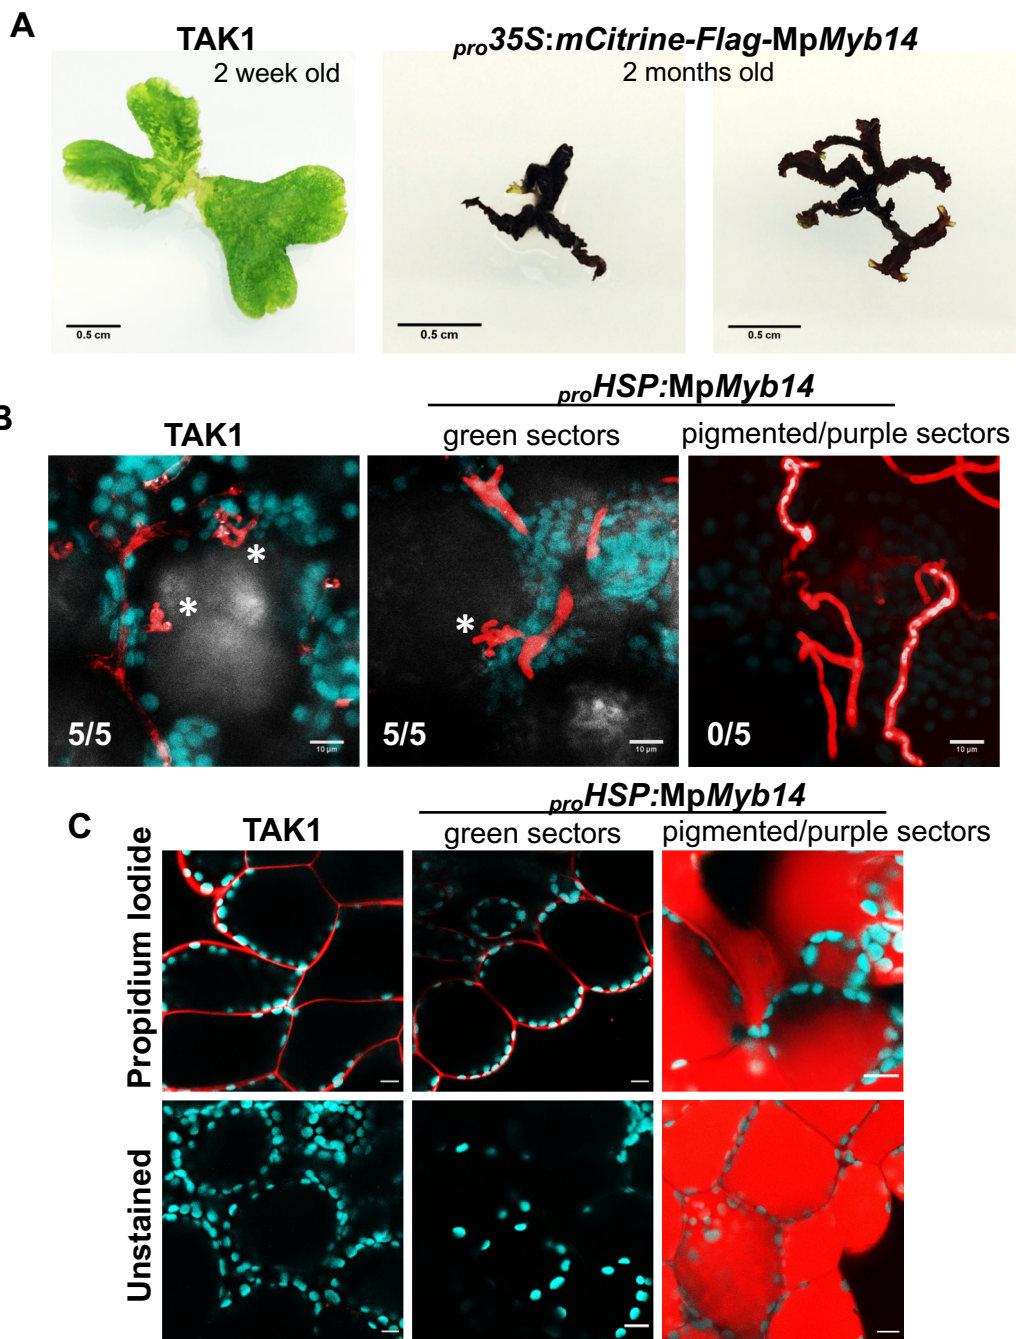 A
TAK1
2 week old
pro35S:mCitrine-Flag-MpMyb14
2 months old
0.5 cm
0.5 cm
0.5 cm
B
proHSP:MpMyb14
TAK1
green sectors
pigmented/purple sectors
*
*
*
5/5
10 µm
5/5
10 µm
0/5
10 µm
C
proHSP:MpMyb14
TAK1
green sectors
pigmented/purple sectors
Propidium Iodide
Unstained